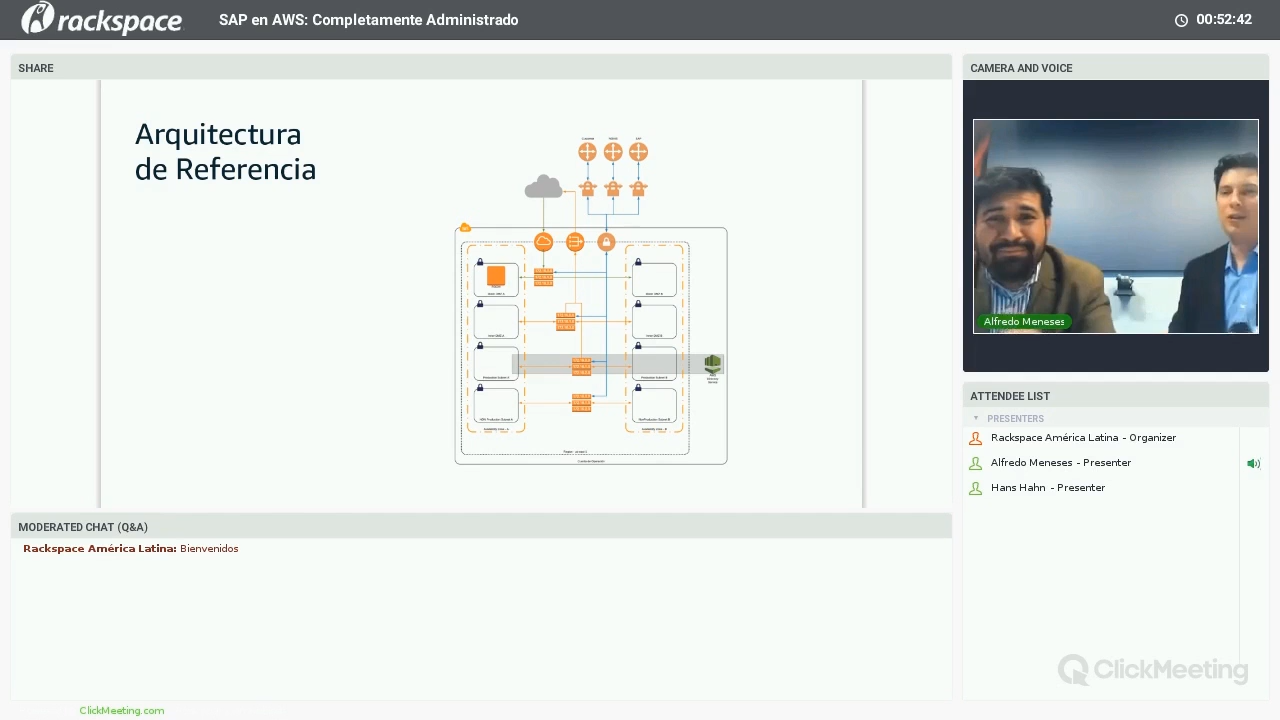 rackspace
SAP en AWS: Completamente Administrado
00:52:42
SHARE
Arquitectura
de Referencia
SAP
MODERATED CHAT (Q&A)
Rackspace América Latina: Bienvenidos
CAMERA AND VOICE
Alfredo Meneses
ATTENDEE LIST
PRESENTERS
Rackspace América Latina - Organizer
Alfredo Meneses - Presenter
Hans Hahn - Presenter
ClickMeeting
ClickMeeting.com